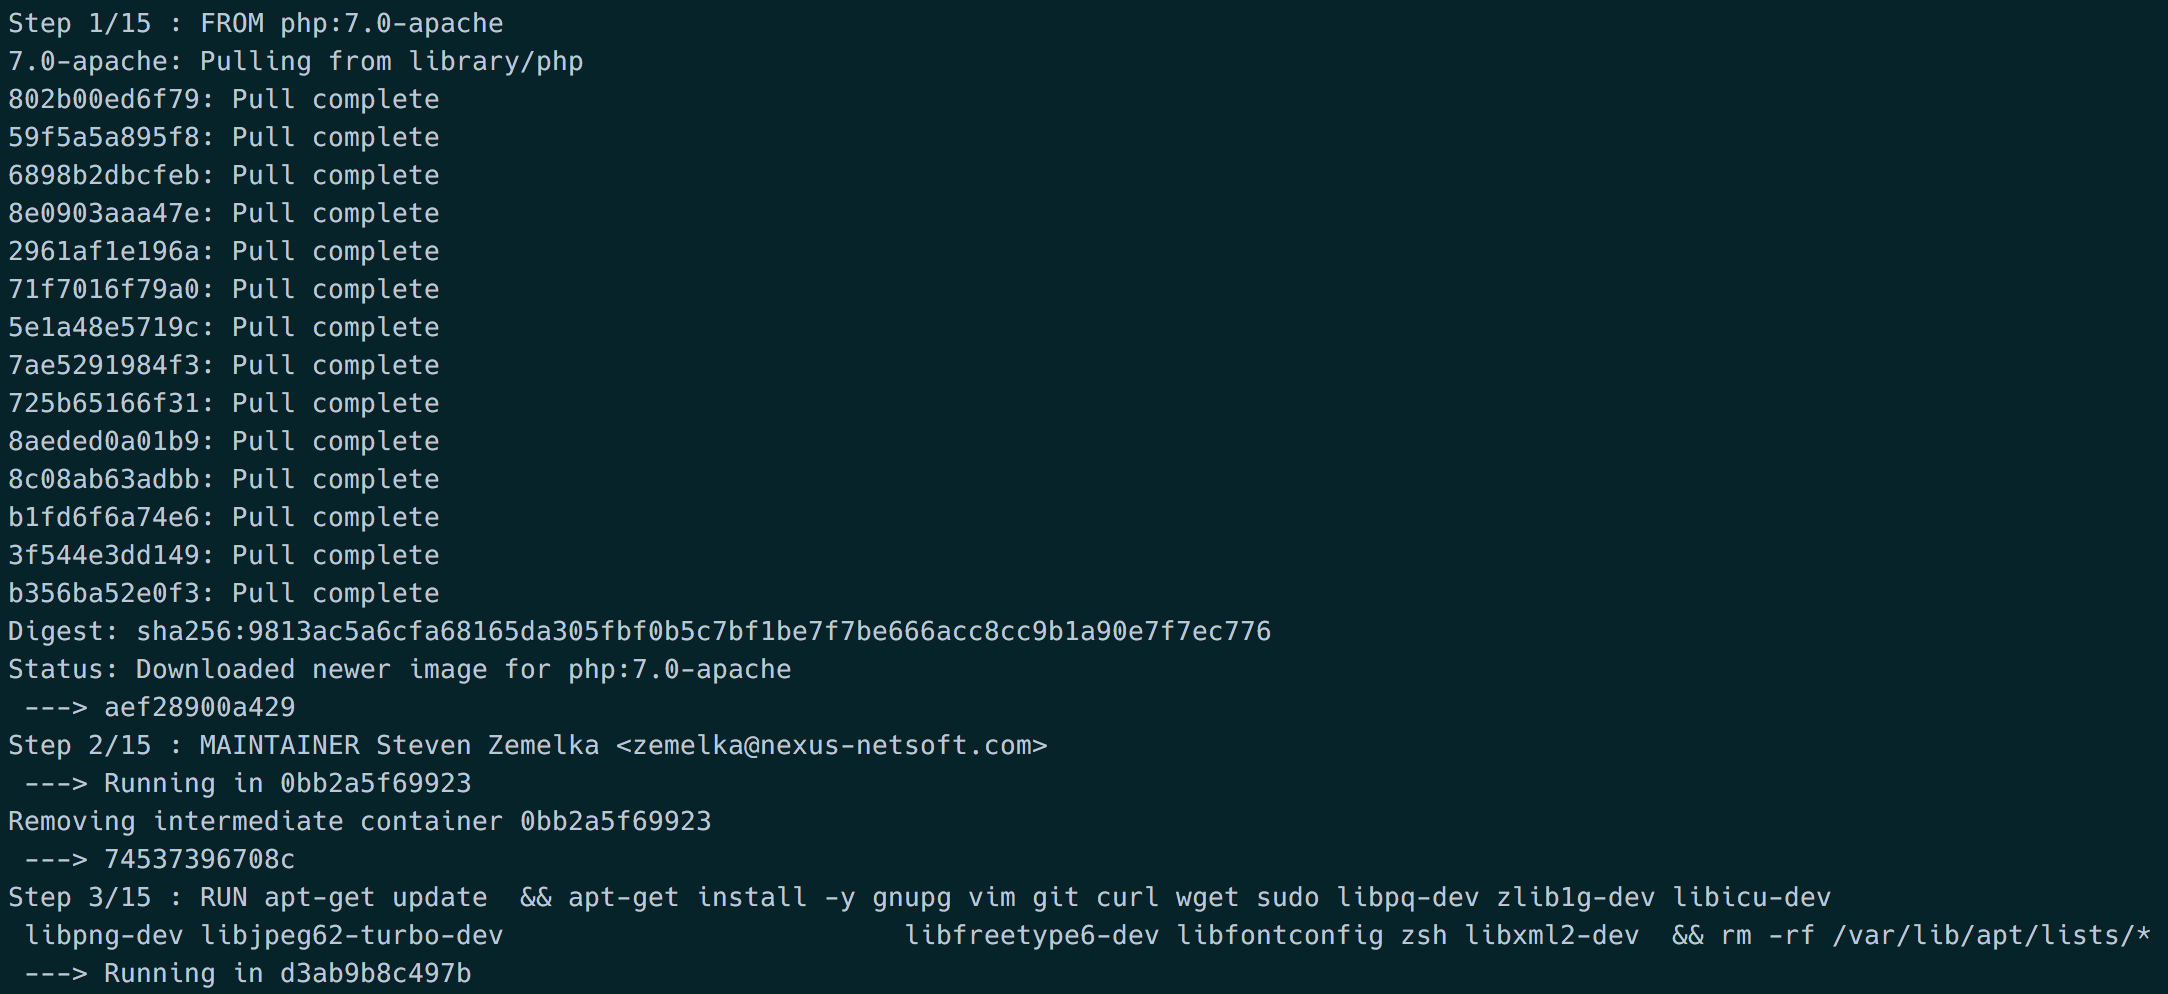 Step 1/15 : FROM php:7.0-apache
7.0-apache: Pulling from library/php
802b00ed6f79: Pull complete
59f5a5a895f8: Pull complete
6898b2dbcfeb: Pull complete
8e0903aaa47e: Pull complete
2961af1e196a: Pull complete
71f7016f79a0: Pull complete
5e1a48e5719c: Pull complete
7ae5291984f3: Pull complete
725b65166f31: Pull complete
8aeded0a01b9: Pull complete
8c08ab63adbb: Pull complete
b1fd6f6a74e6: Pull complete
3f544e3dd149: Pull complete
b356ba52e0f3: Pull complete
Digest: sha256:9813ac5a6cfa68165da305fbf0b5c7bf1be7f7be666acc8cc9b1a90e7f7ec776
Status: Downloaded newer image for php:7.0-apache
 ---> aef28900a429
Step 2/15 : MAINTAINER Steven Zemelka <zemelka@nexus-netsoft.com>
 ---> Running in 0bb2a5f69923
Removing intermediate container 0bb2a5f69923
 ---> 74537396708c
Step 3/15 : RUN apt-get update  && apt-get install -y gnupg vim git curl wget sudo libpq-dev zlib1g-dev libicu-dev
 libpng-dev libjpeg62-turbo-dev                         libfreetype6-dev libfontconfig zsh libxml2-dev  && rm -rf /var/lib/apt/lists/*
 ---> Running in d3ab9b8c497b